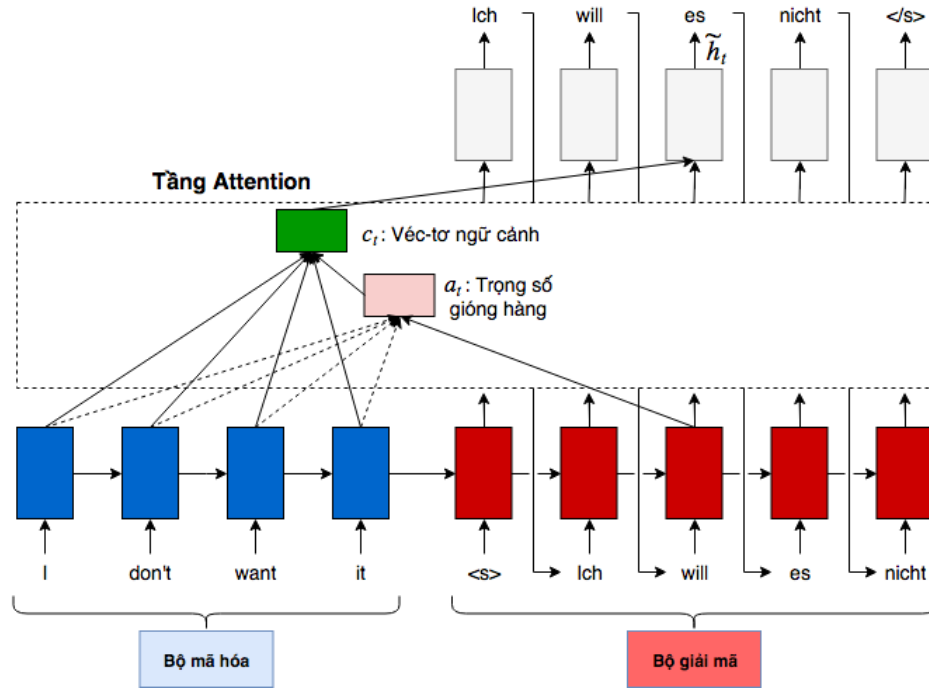 Ich will es nicht </s>
h̃ₜ
Tầng Attention
cₜ: Véc-tơ ngữ cảnh
aₜ: Trọng số
gióng hàng
I don't want it <s> Ich will es nicht
Bộ mã hóa Bộ giải mã